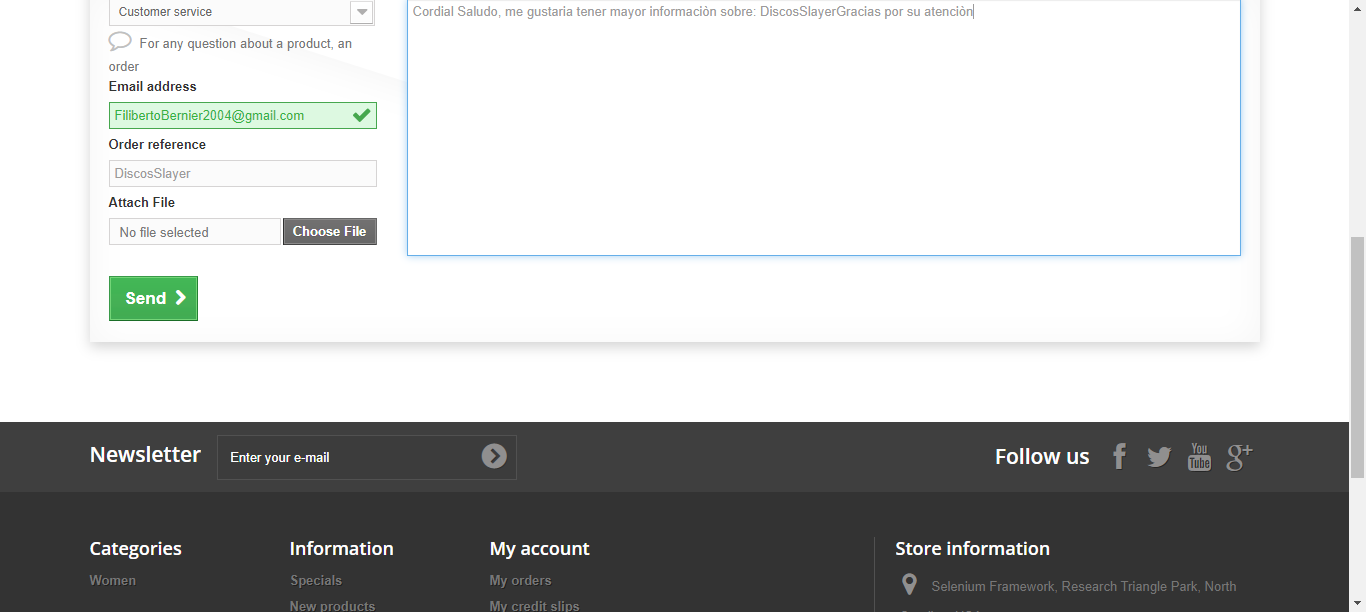 Customer service
Cordial Saludo, me gustaria tener mayor información sobre: DiscosSlayerGracias por su atención
For any question about a product, an
order
Email address
FilibertoBernier2004@gmail.com
Order reference
DiscosSlayer
Attach File
No file selected
Choose File
Send
Newsletter
Enter your e-mail
Follow us
You
Tube
g+
Categories
Information
My account
Store information
Women
Specials
My orders
Selenium Framework, Research Triangle Park, North
New products
My credit slips